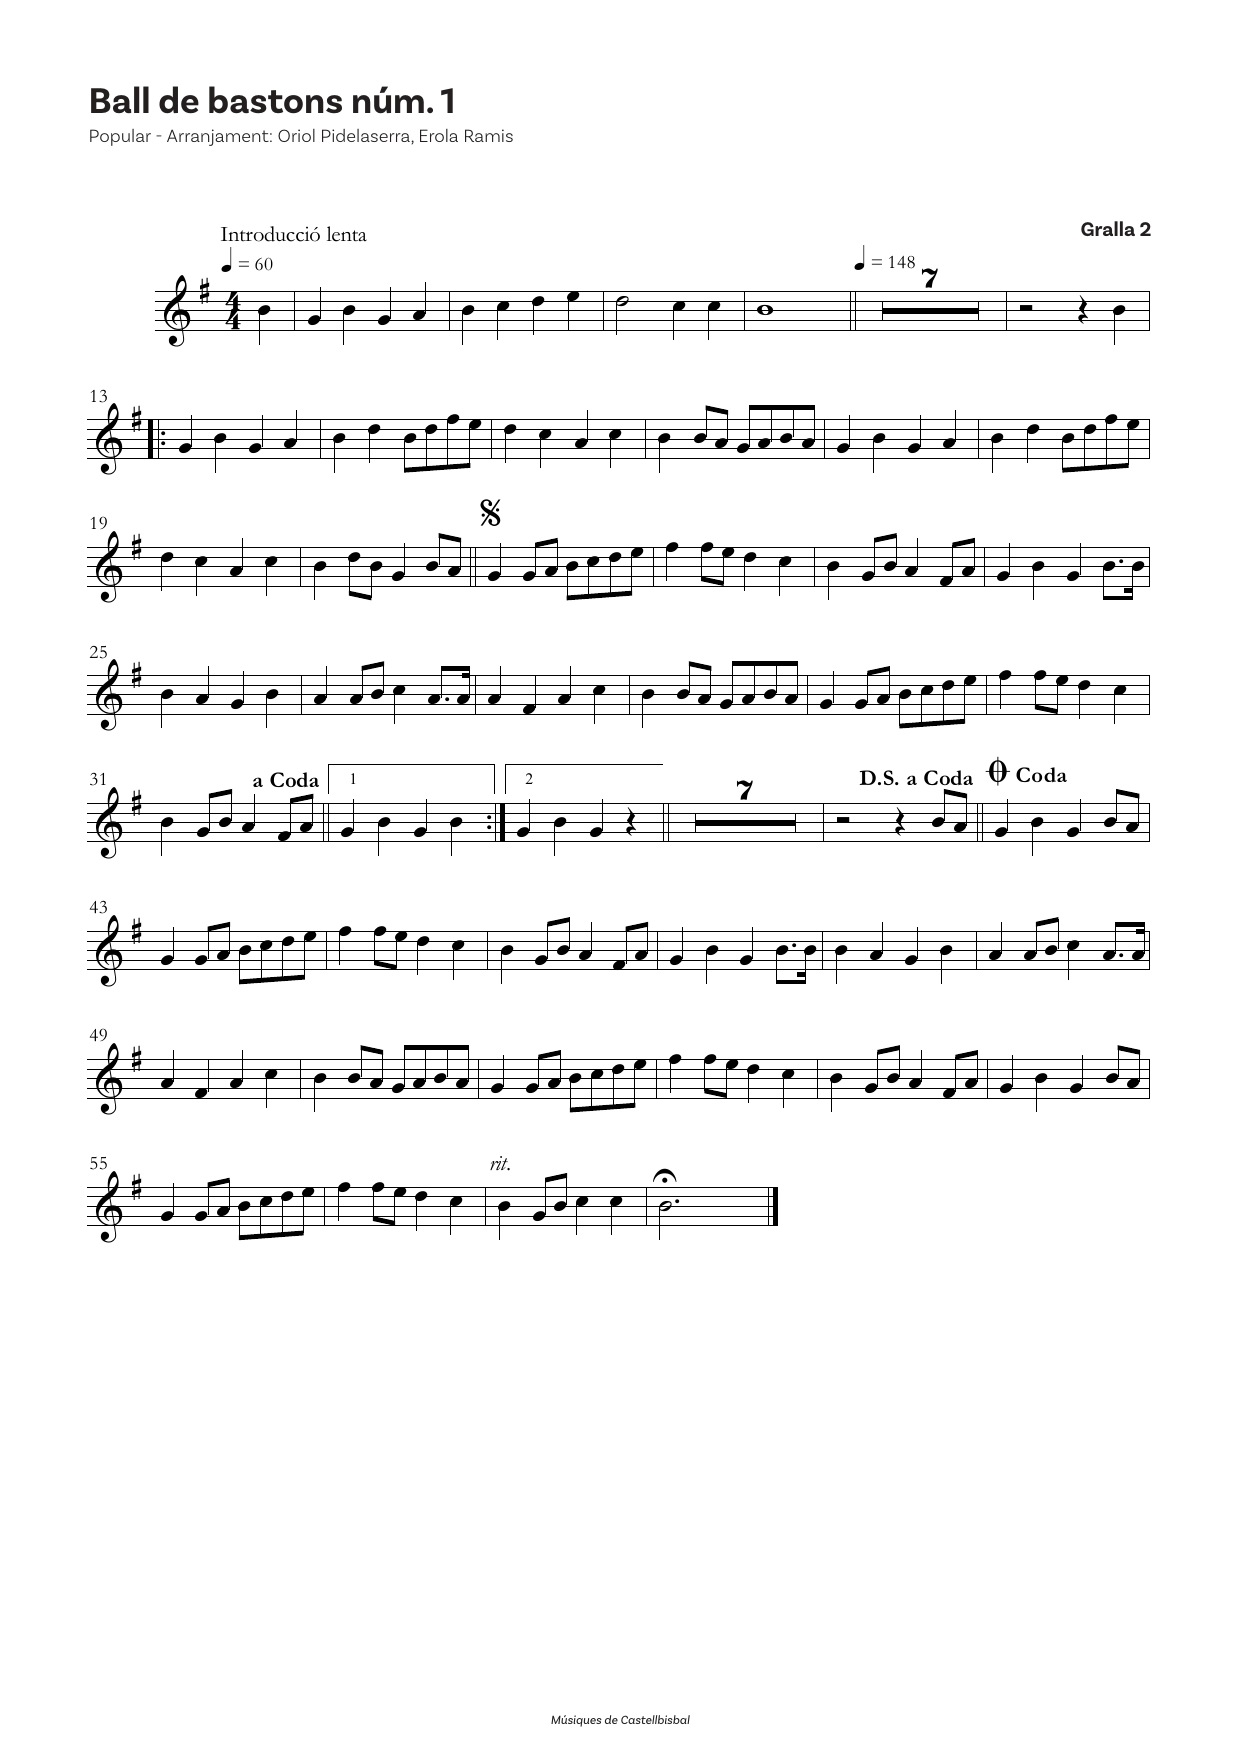 Ball de bastons núm. 1
Popular - Arranjament: Oriol Pidelaserra, Erola Ramis
Gralla 2
Introducció lenta
= 60
= 148
7
4
4
13
19
25
31
a Coda
1
2
7
D.S. a Coda
Coda
43
49
55
rit.
Músiques de Castellbisbal